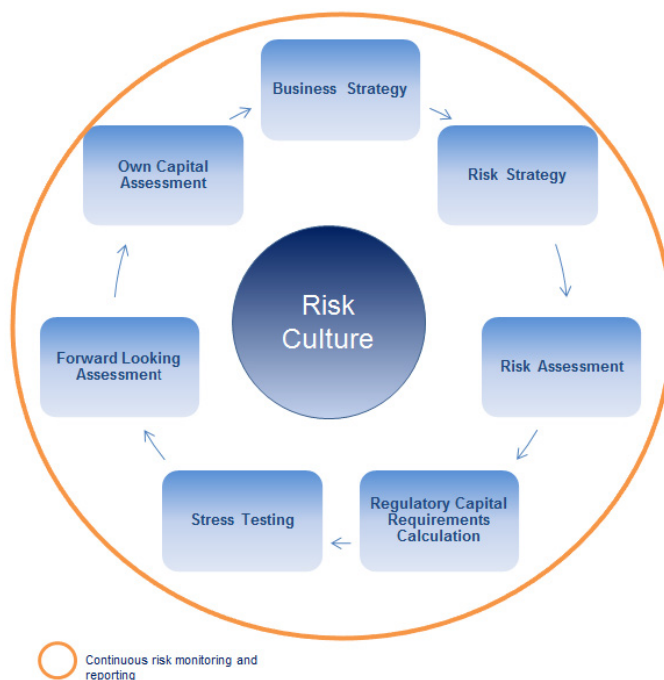 Business Strategy
Risk Strategy
Risk Assessment
Regulatory Capital
Requirements
Calculation
Stress Testing
Forward Looking
Assessment
Own Capital
Assessment
Risk
Culture
Continuous risk monitoring and
reporting